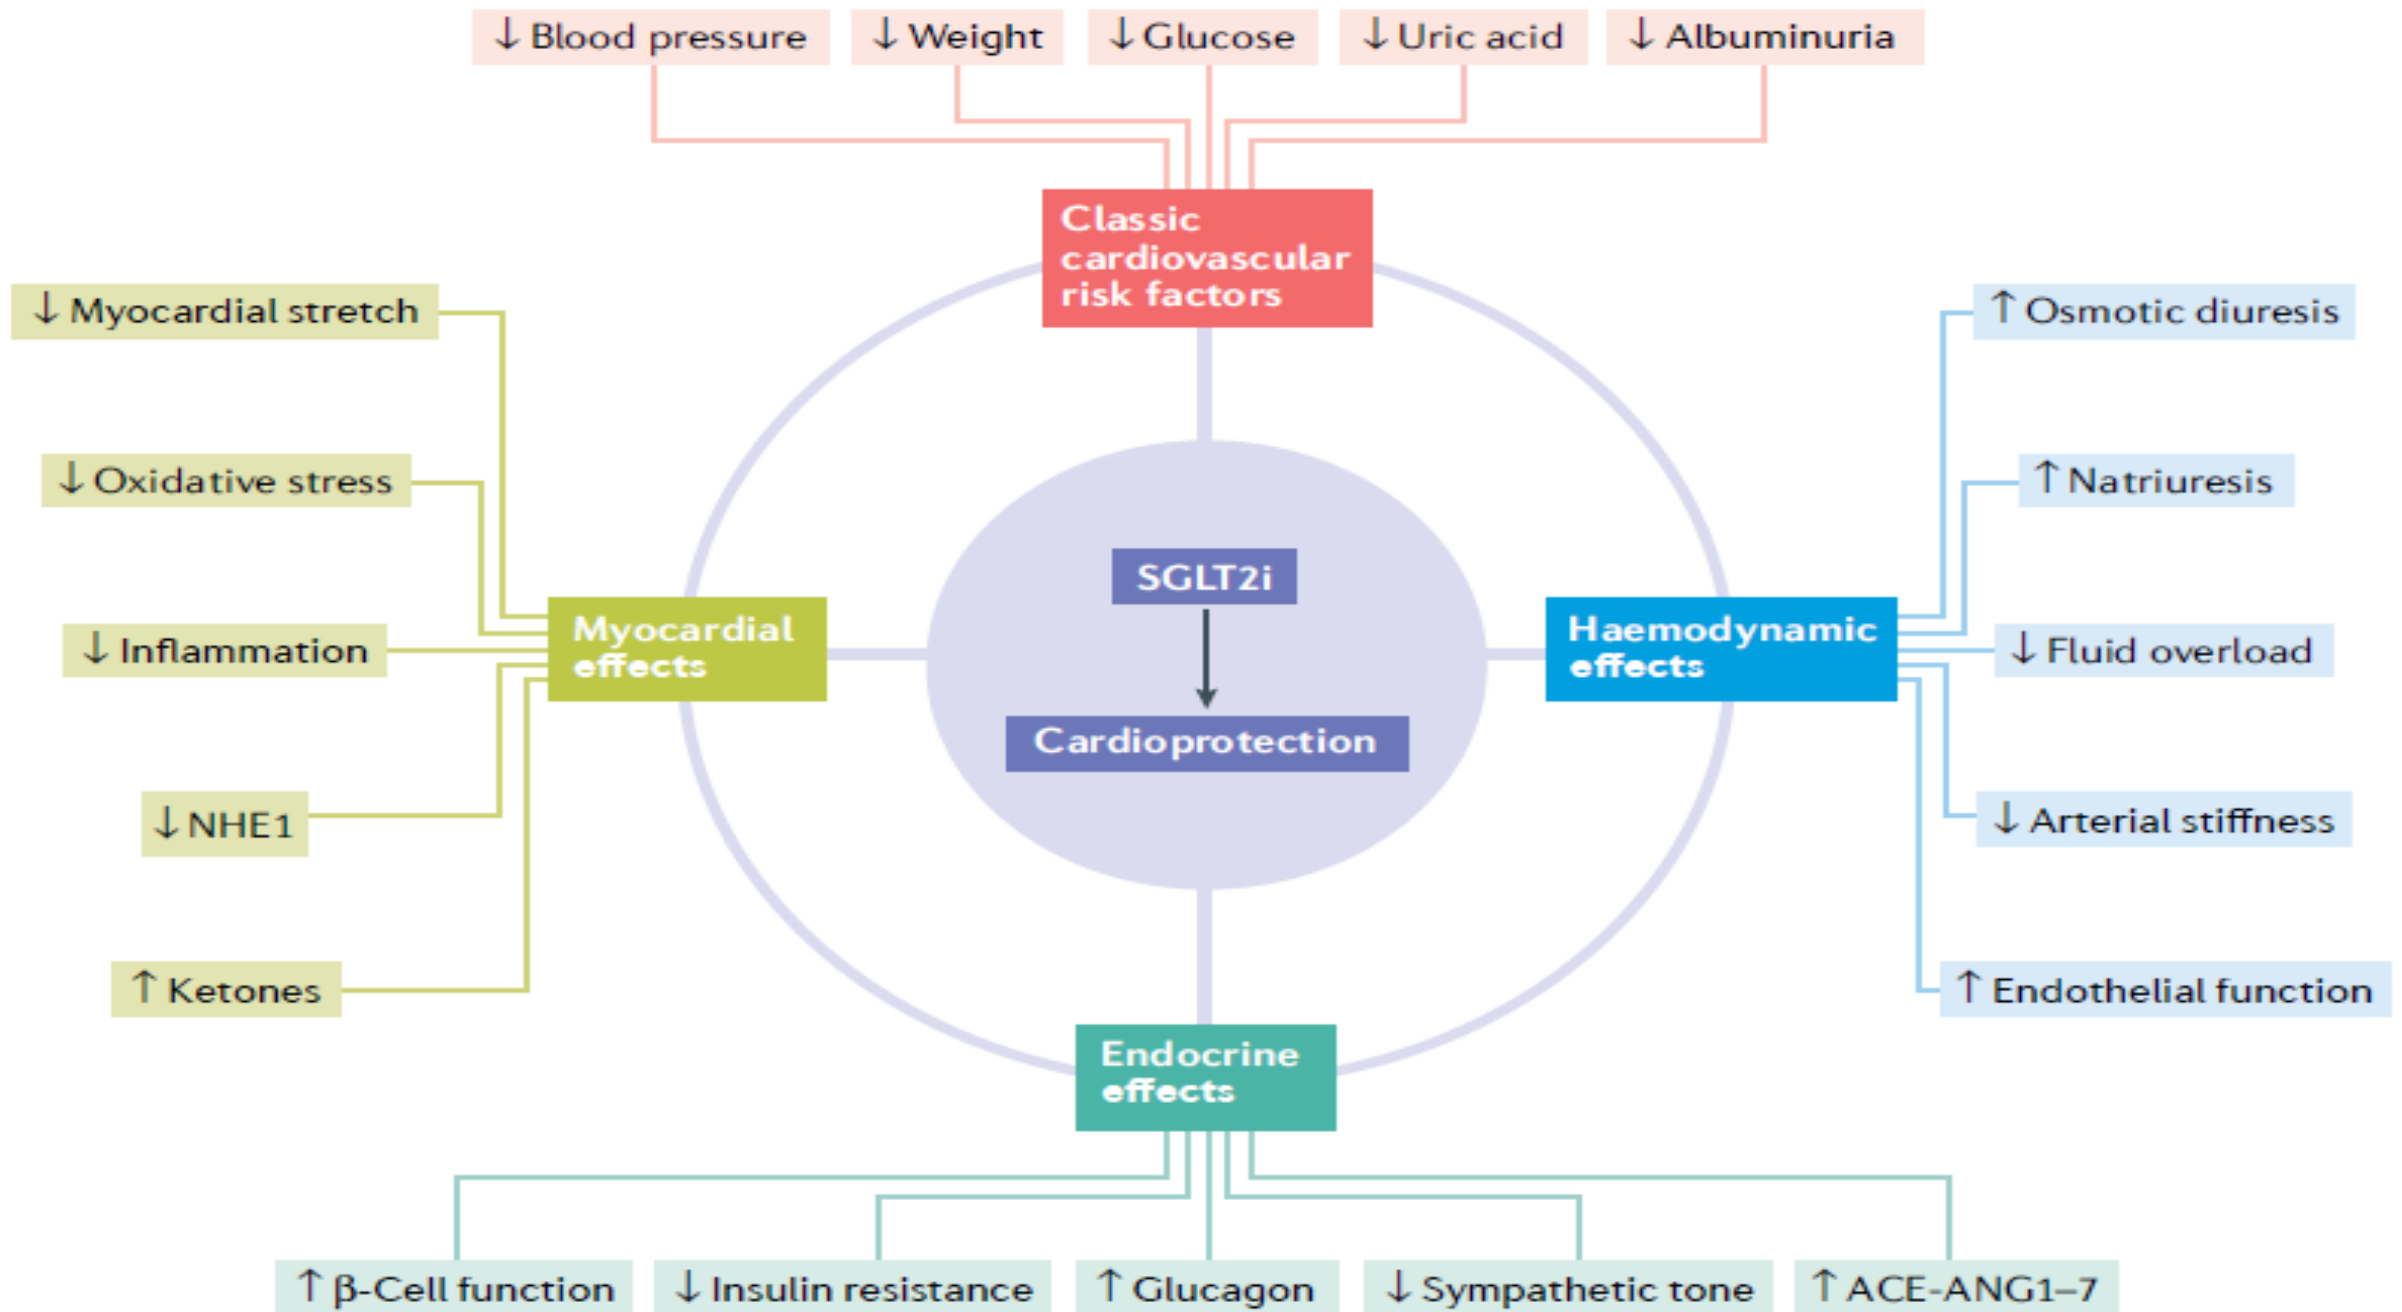 ↓ Blood pressure
↓ Weight
↓ Glucose
↓ Uric acid
↓ Albuminuria
Classic
cardiovascular
risk factors
↓ Myocardial stretch
↓ Oxidative stress
↓ Inflammation
↓ NHE1
↑ Ketones
Myocardial
effects
SGLT2i
Cardioprotection
Haemodynamic
effects
↑ Osmotic diuresis
↑ Natriuresis
↓ Fluid overload
↓ Arterial stiffness
↑ Endothelial function
Endocrine
effects
↑ β-Cell function
↓ Insulin resistance
↑ Glucagon
↓ Sympathetic tone
↑ ACE-ANG1–7